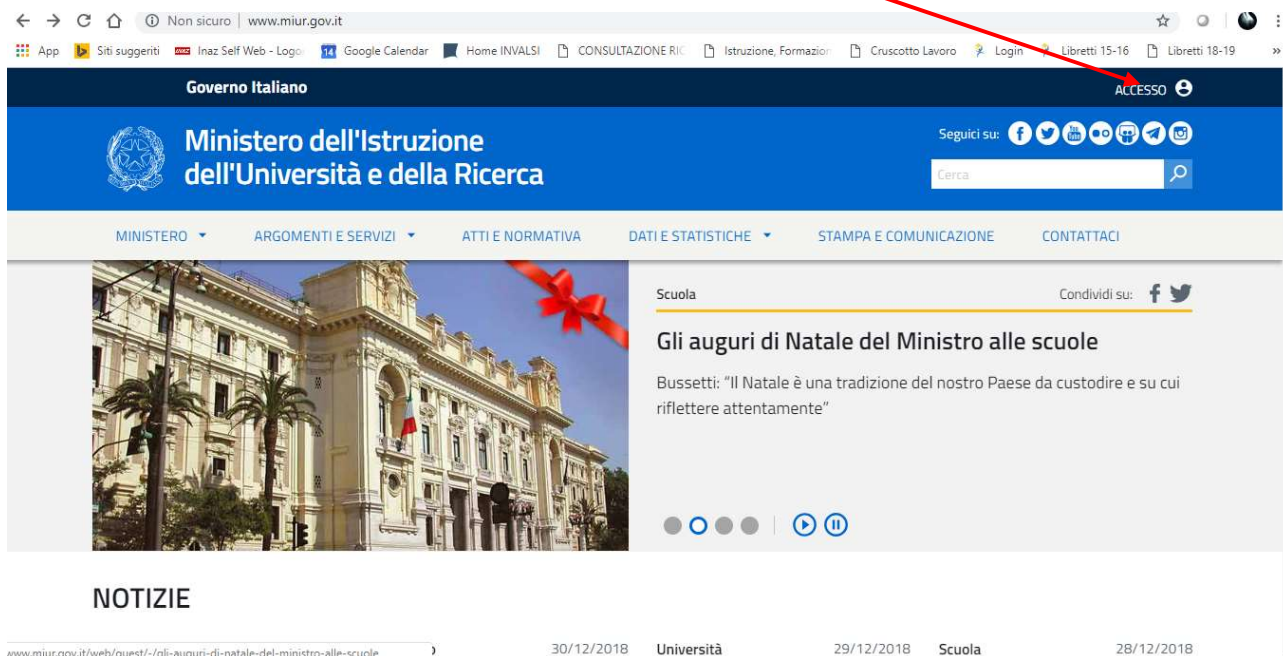 Non sicuro | www.miur.gov.it
App Siti suggeriti Inaz Self Web - Logo 14 Google Calendar Home INVALSI CONSULTAZIONE RIC Istruzione, Formazion Cruscotto Lavoro Login Libretti 15-16 Libretti 18-19 »
Governo Italiano ACCESSO
Ministero dell'Istruzione
dell'Università e della Ricerca
Seguici su:
Cerca
MINISTERO ARGOMENTI E SERVIZI ATTI E NORMATIVA DATI E STATISTICHE STAMPA E COMUNICAZIONE CONTATTACI
Scuola Condividi su:
Gli auguri di Natale del Ministro alle scuole
Bussetti: "Il Natale è una tradizione del nostro Paese da custodire e su cui
riflettere attentamente"
NOTIZIE
30/12/2018 Università 29/12/2018 Scuola 28/12/2018
www.miur.gov.it/web/guest/-/gli-auguri-di-natale-del-ministro-alle-scuole